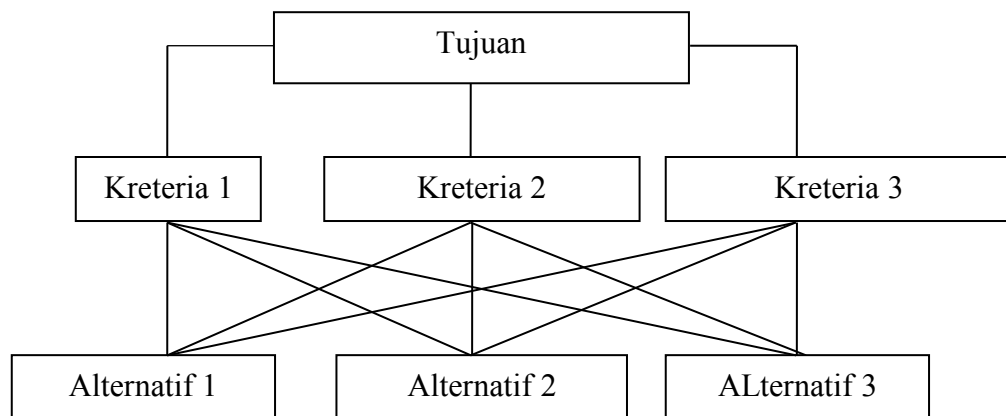 Tujuan
Kreteria 1
Kreteria 2
Kreteria 3
Alternatif 1
Alternatif 2
ALternatif 3